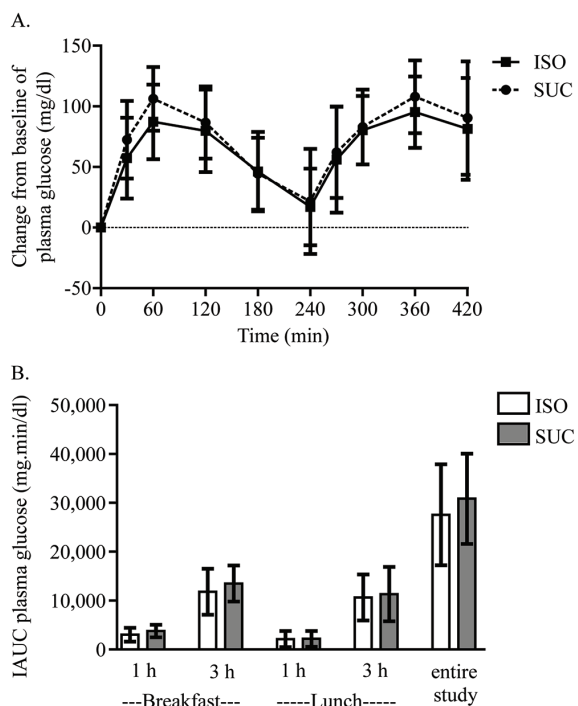 A.
Change from baseline of
plasma glucose (mg/dl)
150
100
50
0
-50
0 60 120 180 240 300 360 420
Time (min)
ISO
SUC
B.
IAUC plasma glucose (mg.min/dl)
50,000
40,000
30,000
20,000
10,000
0
ISO
SUC
1 h 3 h 1 h 3 h entire
---Breakfast--- -----Lunch----- study